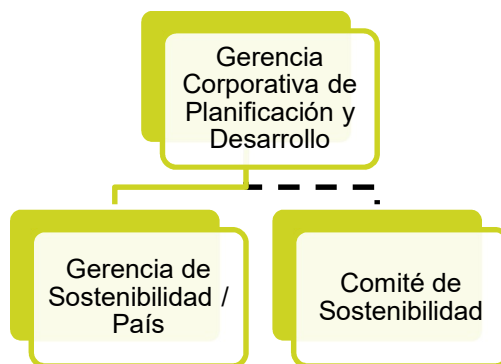 Gerencia
Corporativa de
Planificación y
Desarrollo
Gerencia de
Sostenibilidad /
País
Comité de
Sostenibilidad